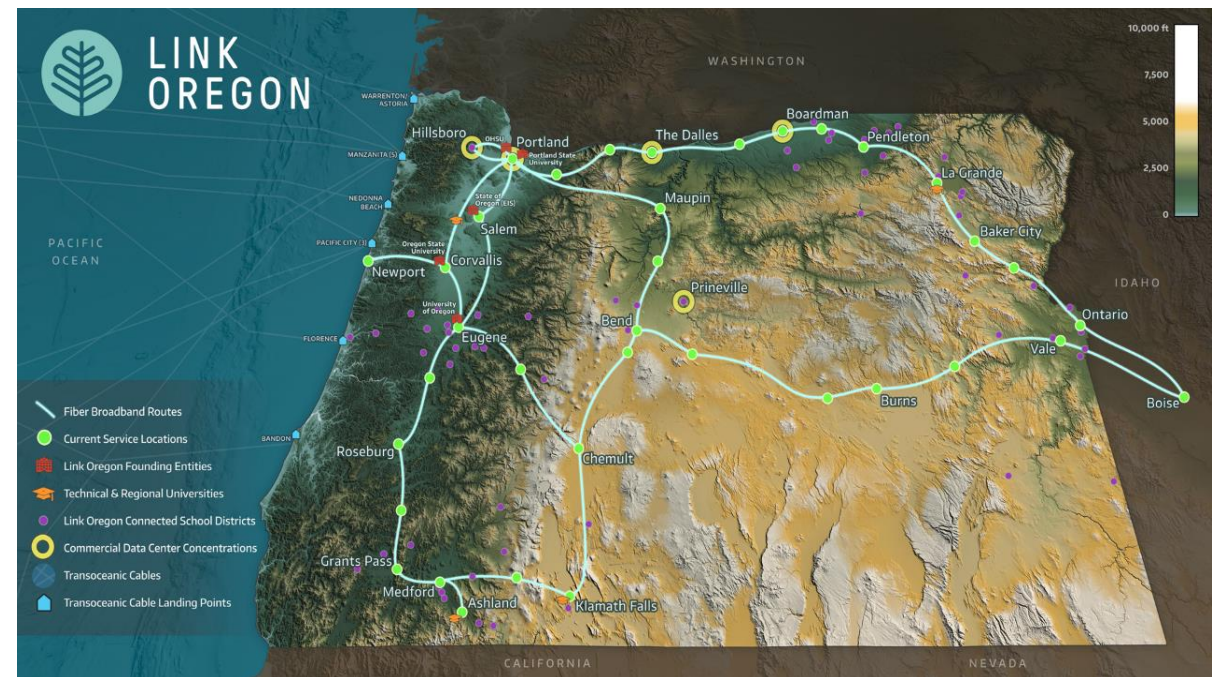 LINK
OREGON
WASHINGTON
10,000 ft
7,500
5,000
2,500
0
WARRENTON/
ASTORIA
MANZANITA (5)
NEDONNA
BEACH
PACIFIC CITY (3)
FLORENCE
BANDON
PACIFIC
OCEAN
Hillsboro
OHSU
Portland
Portland State
University
The Dalles
Boardman
Pendleton
La Grande
Maupin
State of
Oregon (EIS)
Salem
Baker City
Oregon State
University
Corvallis
Newport
IDAHO
Prineville
University
of Oregon
Eugene
Bend
Ontario
Vale
Burns
Boise
Roseburg
Chemult
Grants Pass
Medford
Ashland
Klamath Falls
CALIFORNIA
NEVADA
Fiber Broadband Routes
Current Service Locations
Link Oregon Founding Entities
Technical & Regional Universities
Link Oregon Connected School Districts
Commercial Data Center Concentrations
Transoceanic Cables
Transoceanic Cable Landing Points